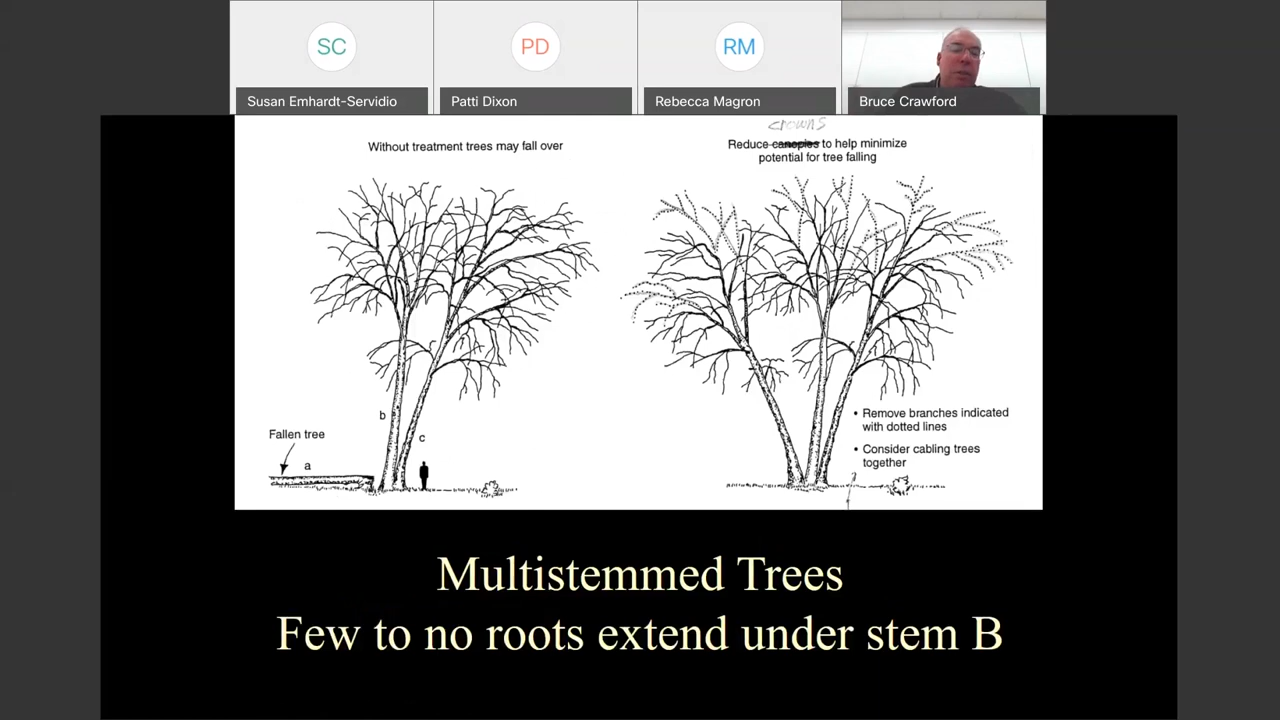 SC
PD
RM
Susan Emhardt-Servidio
Patti Dixon
Rebecca Magron
Bruce Crawford
Without treatment trees may fall over
crowns
Reduce canopies to help minimize
potential for tree falling
b
c
Fallen tree
a
• Remove branches indicated
with dotted lines
• Consider cabling trees
together
Multistemmed Trees
Few to no roots extend under stem B